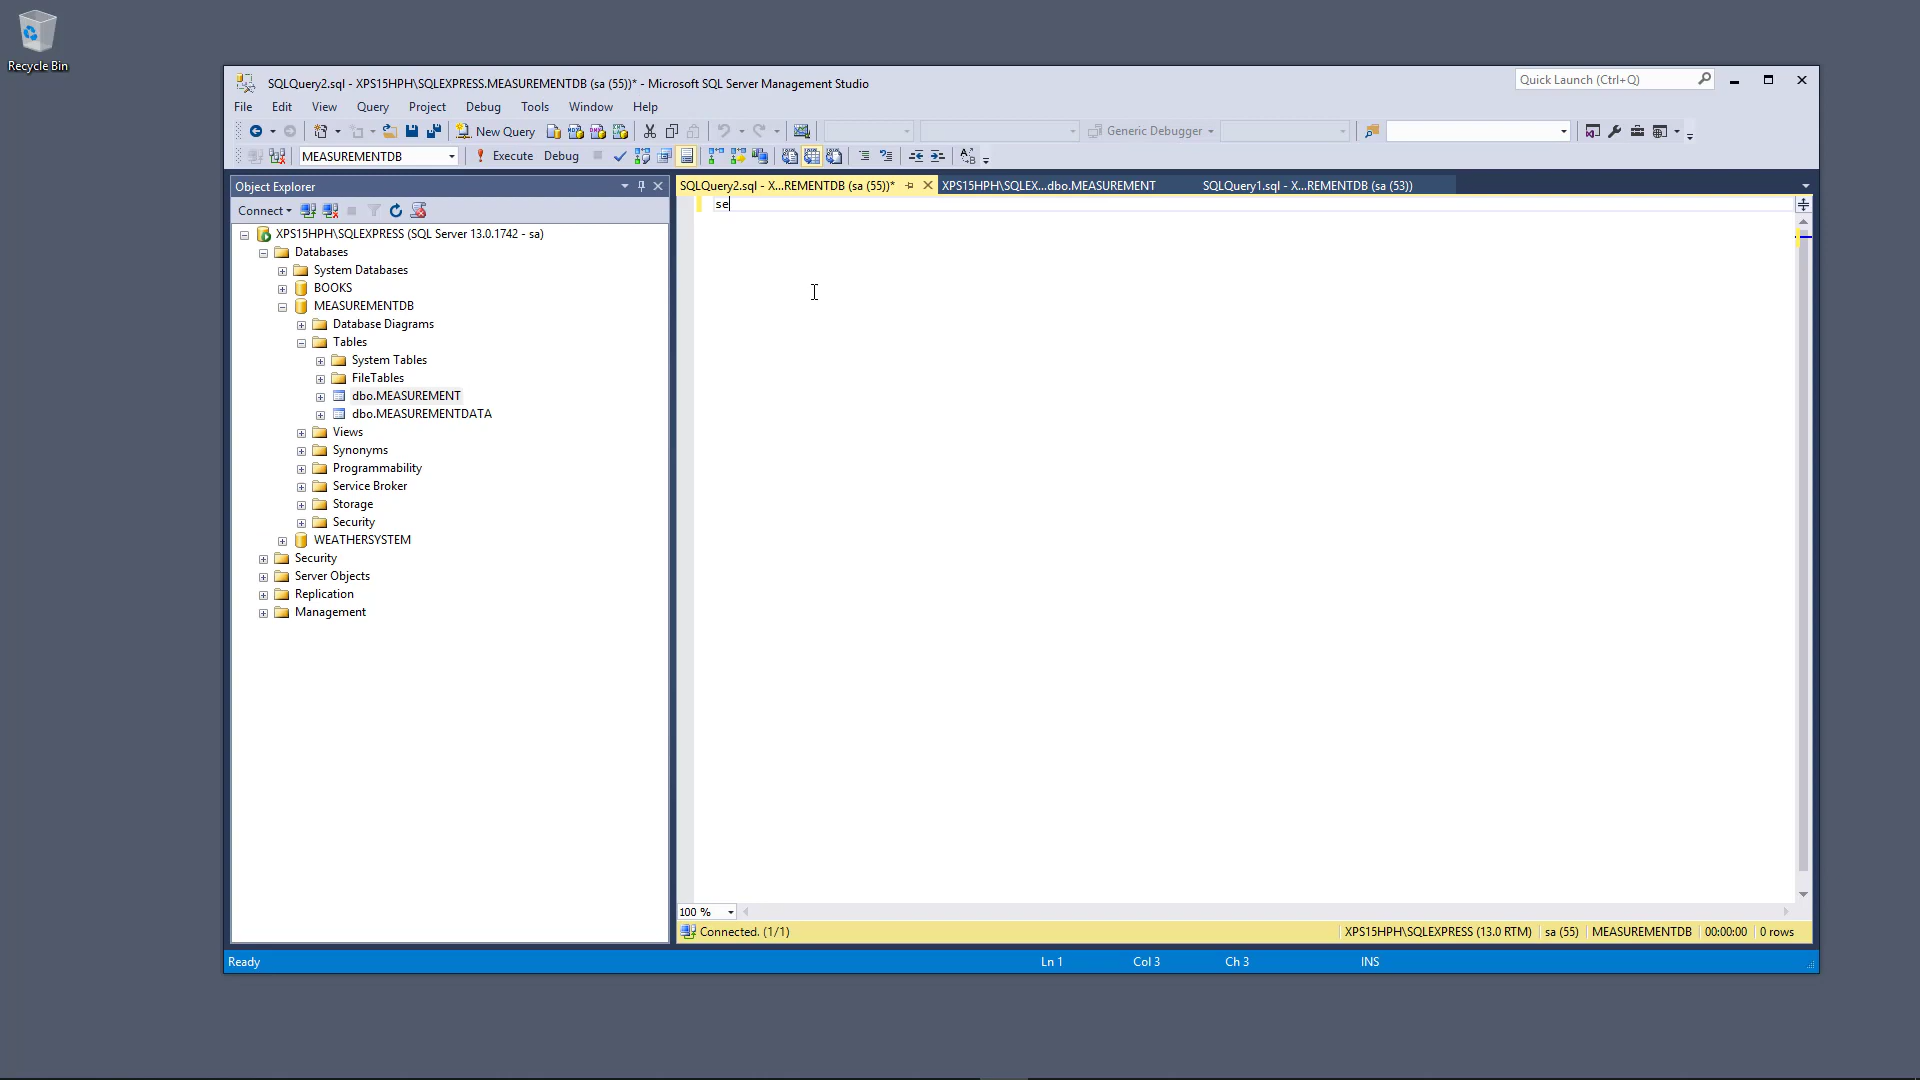 Recycle Bin
SQLQuery2.sql - XPS15HPH\SQLEXPRESS.MEASUREMENTDB (sa (55))* - Microsoft SQL Server Management Studio
Quick Launch (Ctrl+Q)
File Edit View Query Project Debug Tools Window Help
New Query
Generic Debugger
MEASUREMENTDB
Execute Debug
Object Explorer
SQLQuery2.sql - X...REMENTDB (sa (55))* XPS15HPH\SQLEX...dbo.MEASUREMENT SQLQuery1.sql - X...REMENTDB (sa (53))
Connect
se
XPS15HPH\SQLEXPRESS (SQL Server 13.0.1742 - sa)
Databases
System Databases
BOOKS
MEASUREMENTDB
Database Diagrams
Tables
System Tables
FileTables
dbo.MEASUREMENT
dbo.MEASUREMENTDATA
Views
Synonyms
Programmability
Service Broker
Storage
Security
WEATHERSYSTEM
Security
Server Objects
Replication
Management
100 %
Connected. (1/1)
XPS15HPH\SQLEXPRESS (13.0 RTM) sa (55) MEASUREMENTDB 00:00:00 0 rows
Ready Ln 1 Col 3 Ch 3 INS